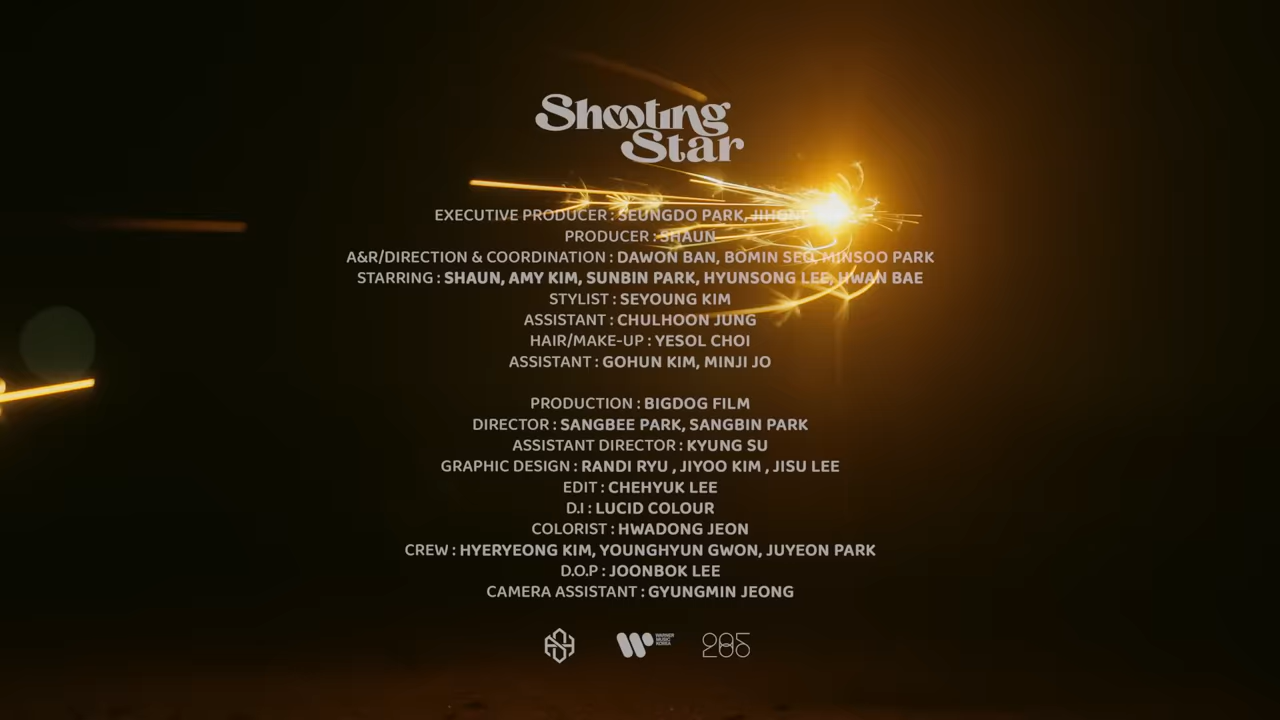 Shooting
Star
EXECUTIVE PRODUCER : SEUNGDO PARK,
PRODUCER : SHAUN
A&R/DIRECTION & COORDINATION : DAWON BAN, BOMIN SEO, MINSOO PARK
STARRING : SHAUN, AMY KIM, SUNBIN PARK, HYUNSONG LEE, HWAN BAE
STYLIST : SEYOUNG KIM
ASSISTANT : CHULHOON JUNG
HAIR/MAKE-UP : YESOL CHOI
ASSISTANT : GOHUN KIM, MINJI JO
PRODUCTION : BIGDOG FILM
DIRECTOR : SANGBEE PARK, SANGBIN PARK
ASSISTANT DIRECTOR : KYUNG SU
GRAPHIC DESIGN : RANDI RYU , JIYOO KIM , JISU LEE
EDIT : CHEHYUK LEE
D.I : LUCID COLOUR
COLORIST : HWADONG JEON
CREW : HYERYEONG KIM, YOUNGHYUN GWON, JUYEON PARK
D.O.P : JOONBOK LEE
CAMERA ASSISTANT : GYUNGMIN JEONG
WARNER
MUSIC
KOREA